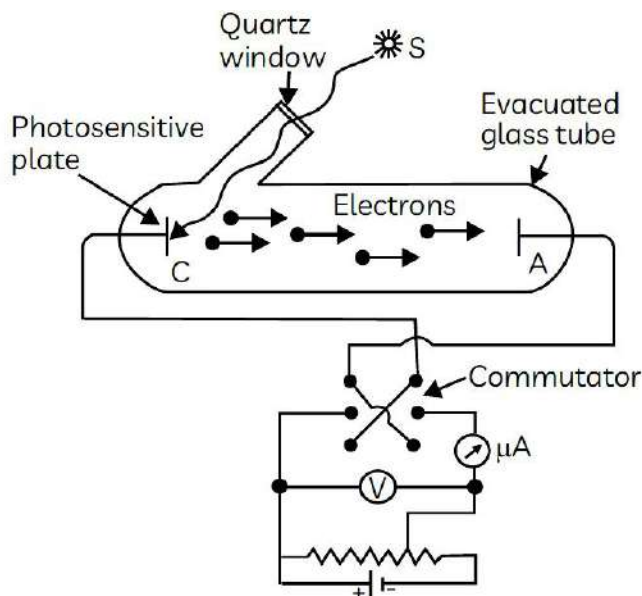 Quartz
window
S
Photosensitive
plate
Evacuated
glass tube
Electrons
C
A
Commutator
μA
V
+ -